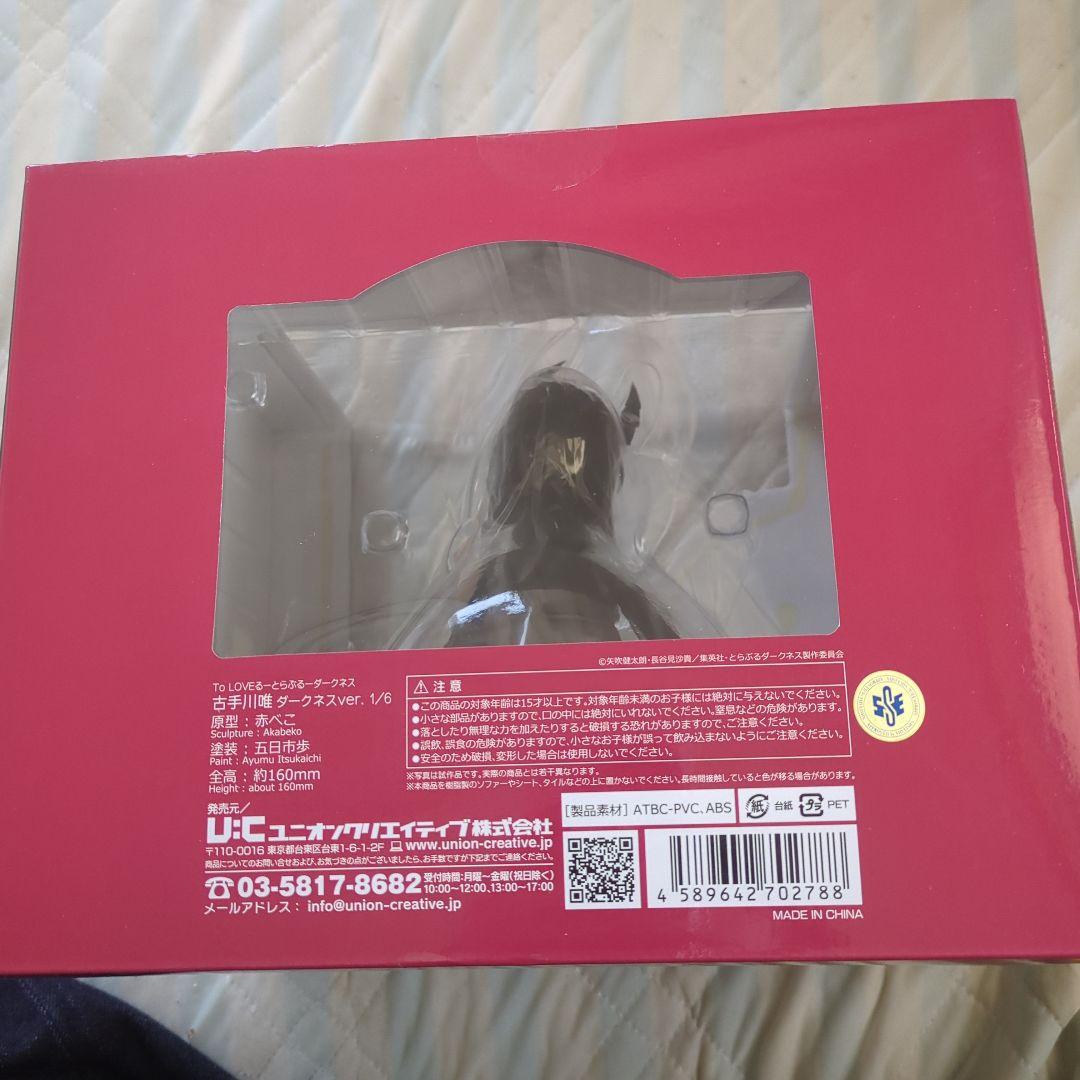 ©矢吹健太朗・長谷見沙貴／集英社・とらぶるダークネス製作委員会
To LOVEるーとらぶるーダークネス
古手川唯 ダークネスver. 1/6
原型：赤べこ
Sculpture : Akabeko
塗装：五日市歩
Paint : Ayumu Itsukaichi
全高：約160mm
Height : about 160mm
注意
●この商品の対象年齢は15才以上です。対象年齢未満のお子様には絶対に与えないでください。
●小さな部品がありますので、口の中には絶対にいれないでください。窒息などの危険があります。
●落としたり無理な力を加えたりすると破損する恐れがありますので、ご注意ください。
●誤飲、誤食の危険がありますので、小さなお子様が誤って飲み込まないようにご注意ください。
●安全のため破損、変形した場合は使用しないでください。
※写真は試作品です。実際の商品とは若干異なります。
※本商品を樹脂製のソファーやシート、タイルなどの上に置かないでください。長時間接触していると色が移る場合があります。
発売元／
U:C ユニオンクリエイティブ株式会社
〒110-0016 東京都台東区台東1-6-1-2F www.union-creative.jp
商品についてのお問い合せおよび、お気づきの点がございましたら、お手数ですが下記までご連絡ください。
03-5817-8682 受付時間：月曜～金曜(祝日除く)
10:00～12:00、13:00～17:00
メールアドレス： info@union-creative.jp
[製品素材] ATBC-PVC、ABS
紙 台紙 プラ PET
4 589642 702788
MADE IN CHINA